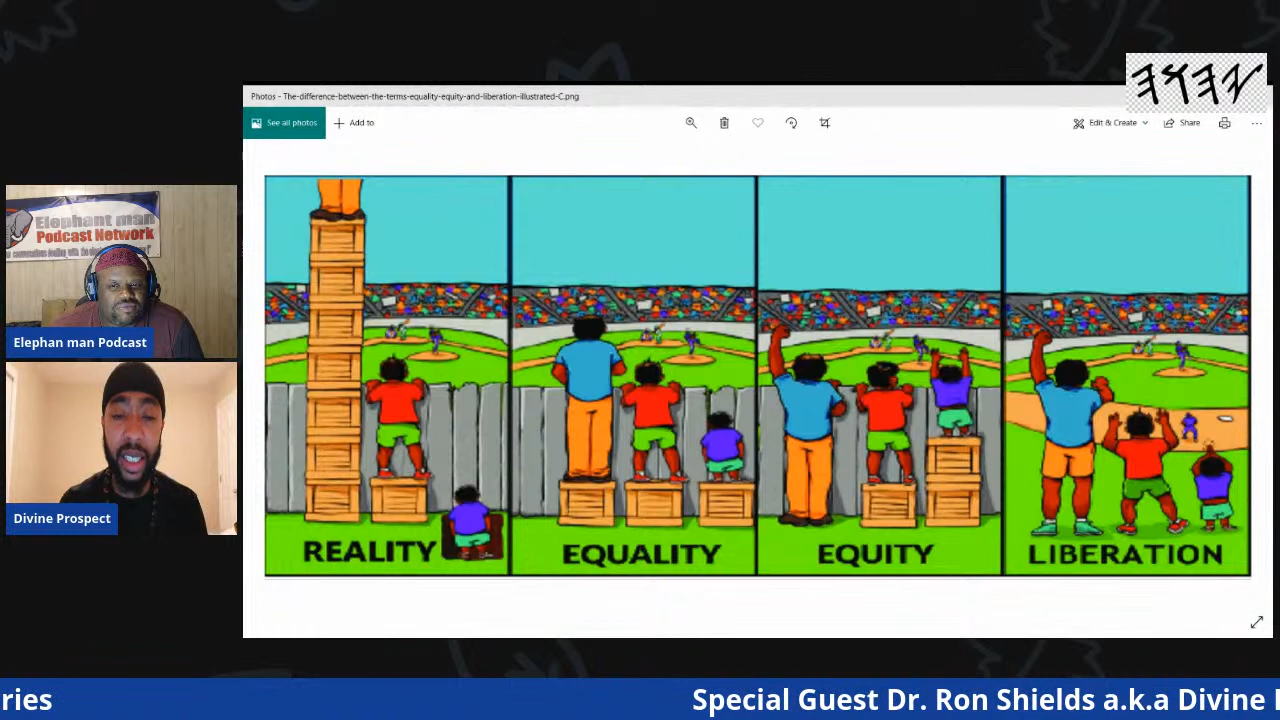 Photos - The-difference-between-the-terms-equality-equity-and-liberation-illustrated-C.png
See all photos
Add to
Edit & Create
Share
Elephant man
Podcast Network
Elephan man Podcast
Divine Prospect
REALITY
EQUALITY
EQUITY
LIBERATION
ries
Special Guest Dr. Ron Shields a.k.a Divine